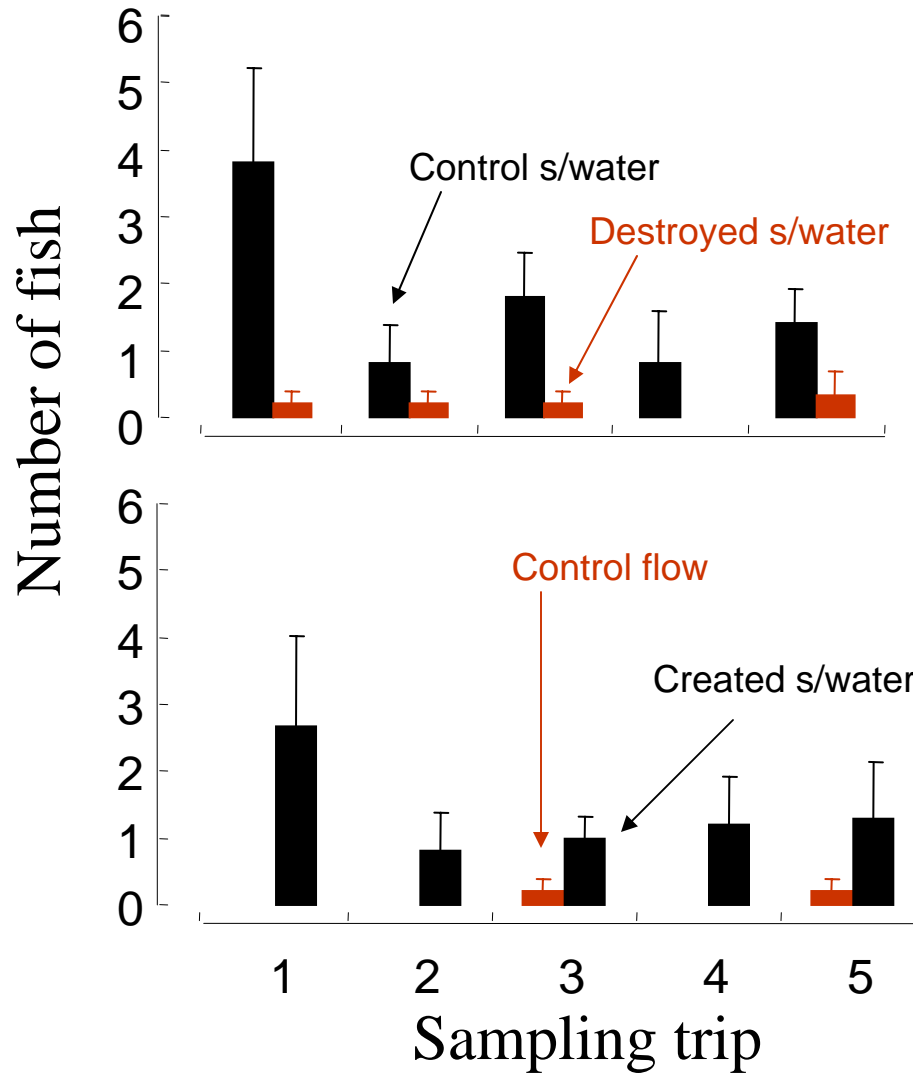 Number of fish
6
5
4
3
2
1
0
Control s/water
Destroyed s/water
6
5
4
3
2
1
0
Control flow
Created s/water
1 2 3 4 5
Sampling trip